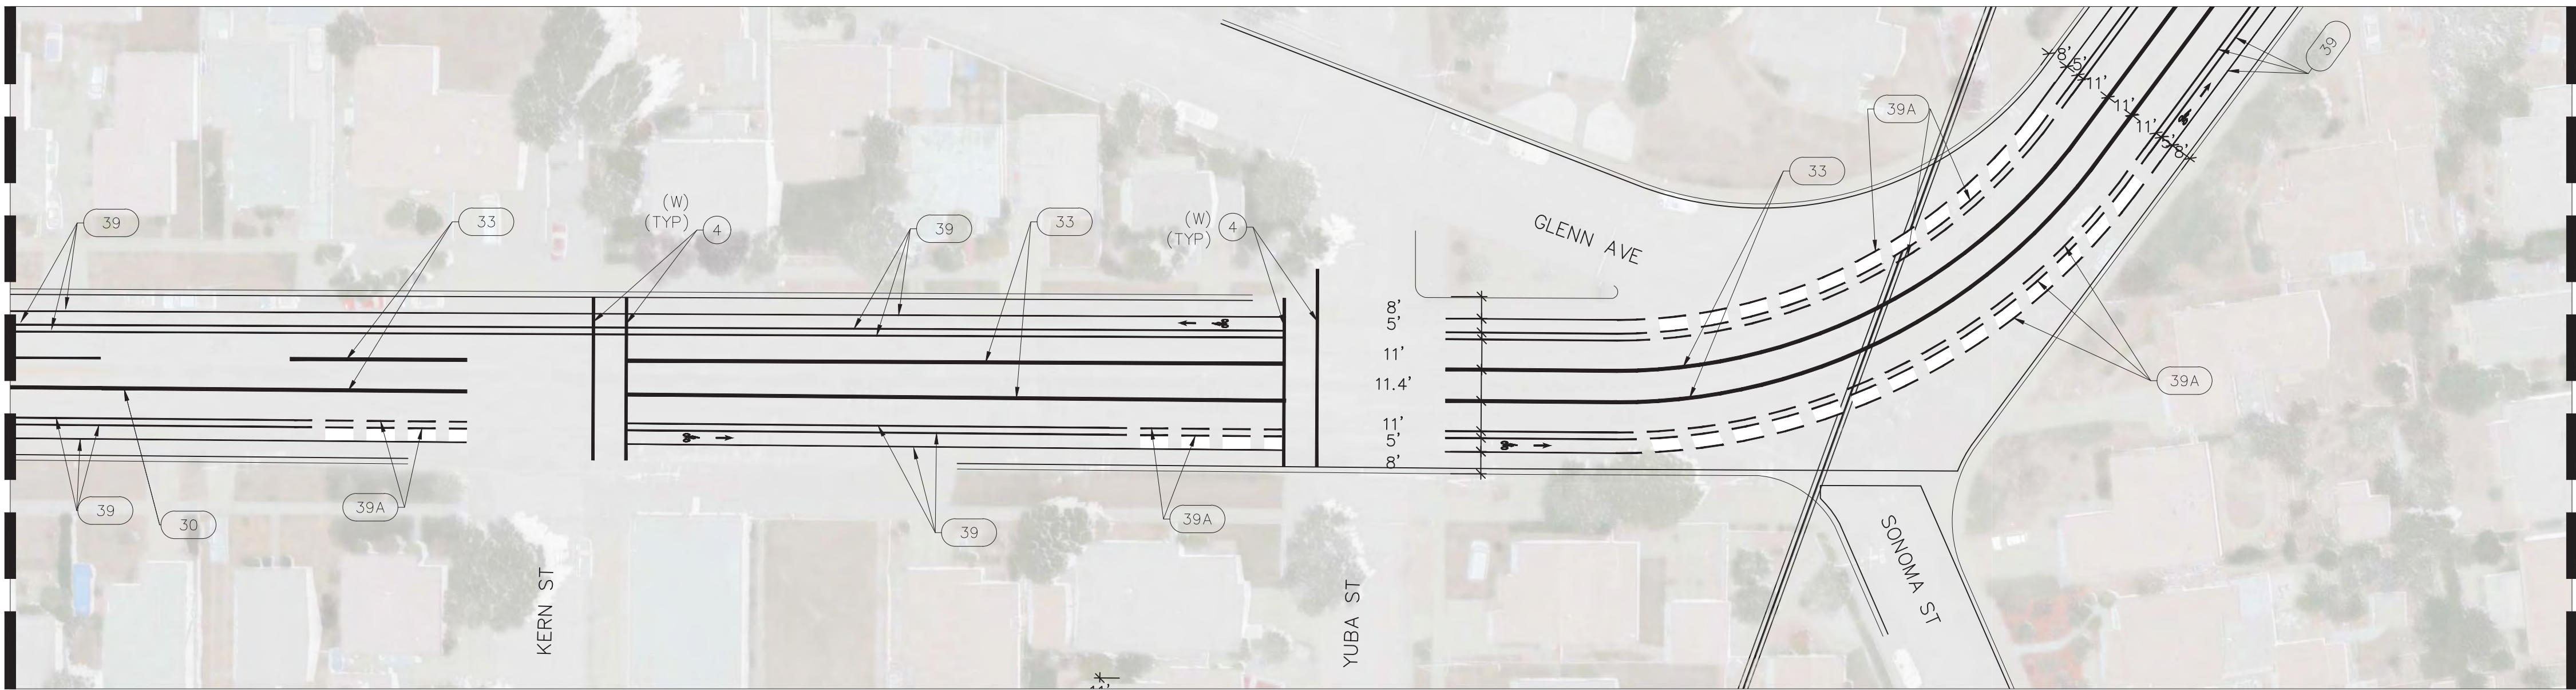 8'
5'
11'
11'
11'
5'
8'
39
39A
33
39
33
(W)
(TYP)
4
39
33
(W)
(TYP)
4
GLENN AVE
8'
5'
11'
11.4'
11'
5'
8'
39A
39
30
39A
39
39A
KERN ST
YUBA ST
SONOMA ST
11'